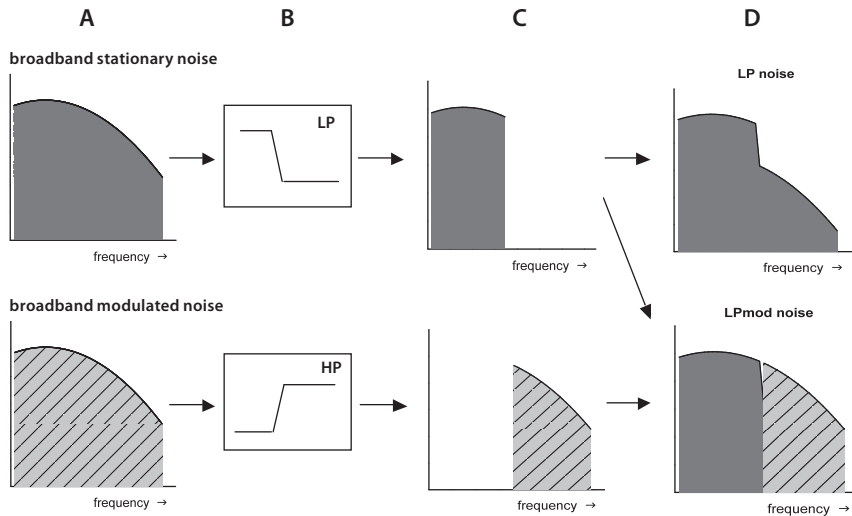 A B C D
broadband stationary noise
LP noise
LP
frequency →
frequency →
frequency →
broadband modulated noise
LPmod noise
HP
frequency →
frequency →
frequency →